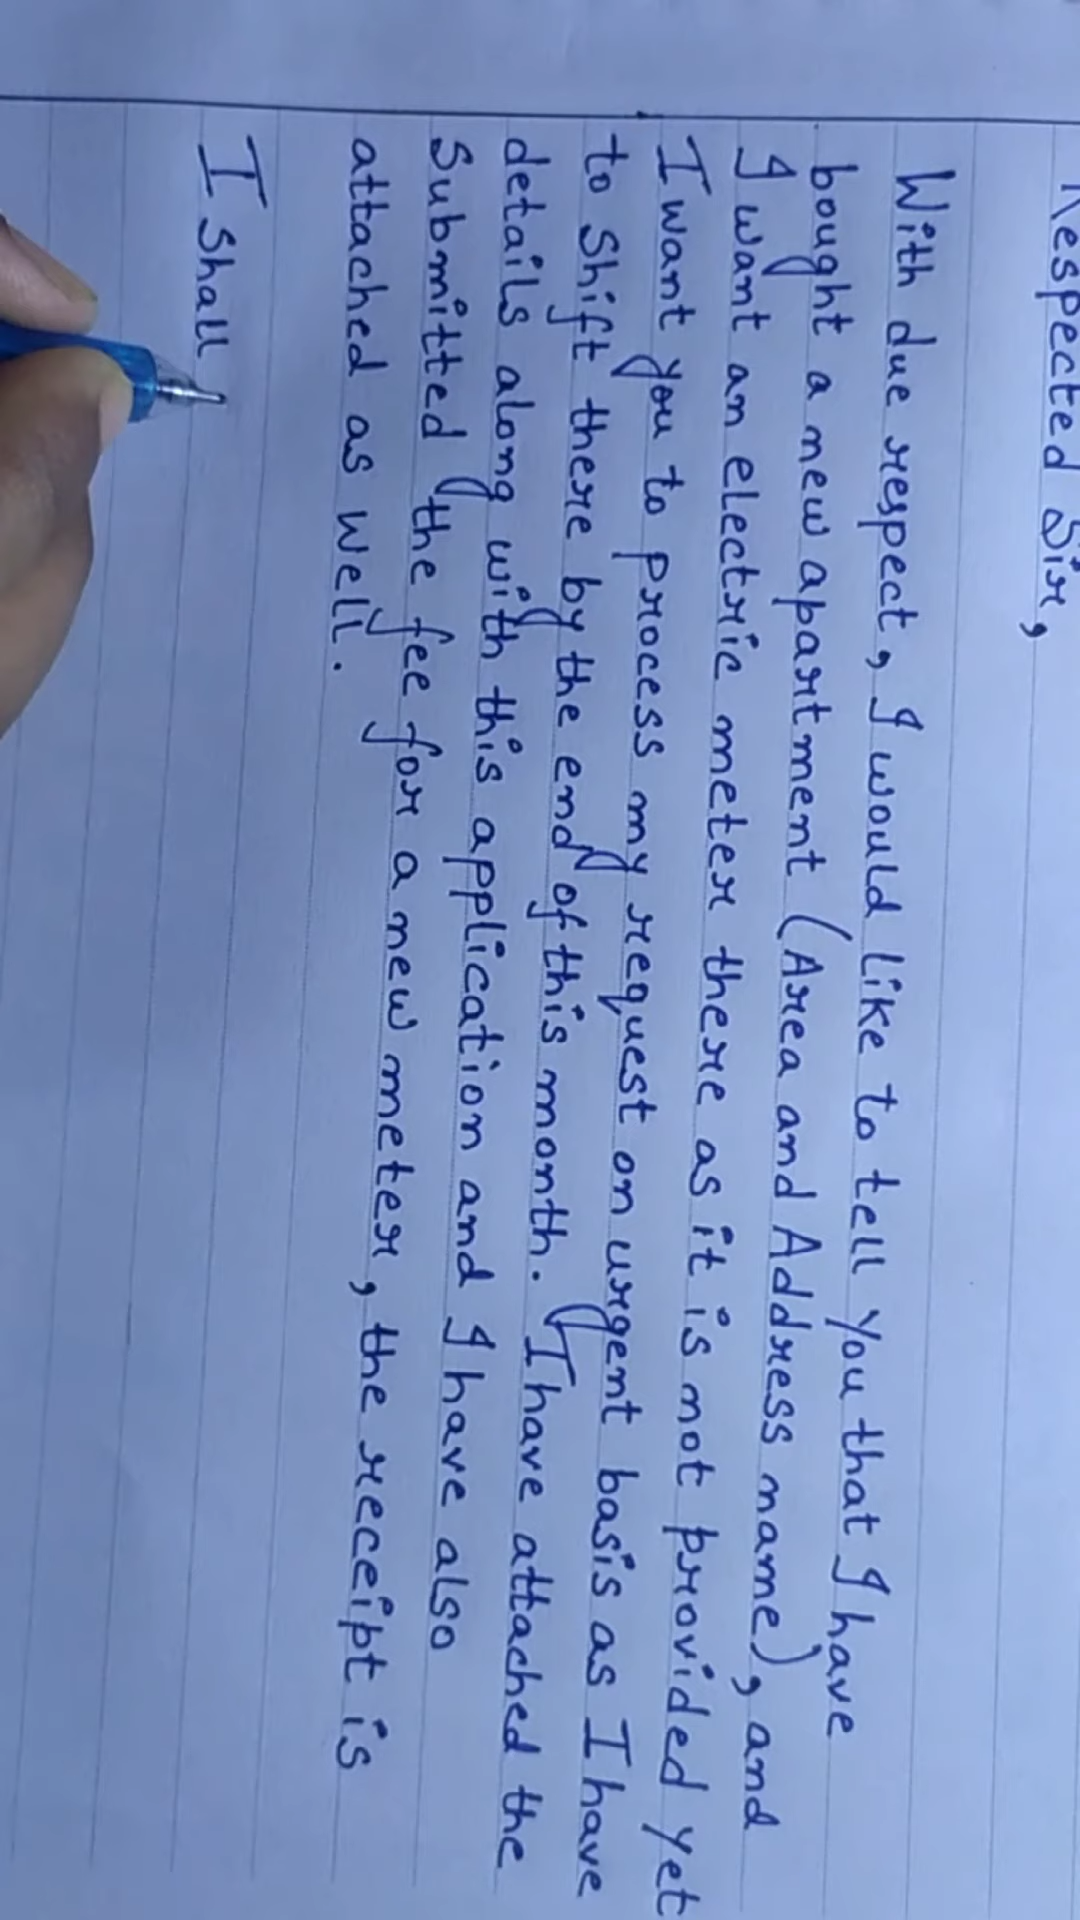 Respected Sir,
With due respect, I would like to tell you that I have
bought a new apartment (Area and Address name), and
I want an electric meter there as it is not provided yet
I want you to process my request on urgent basis as I have
to shift there by the end of this month. I have attached the
details along with this application and I have also
Submitted the fee for a new meter, the receipt is
attached as well.
I shall